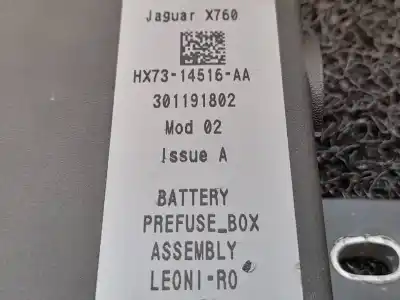 Jaguar X760
HX73-14516-AA
301191802
Mod 02
Issue A
BATTERY
PREFUSE_BOX
ASSEMBLY
LEONI-RO